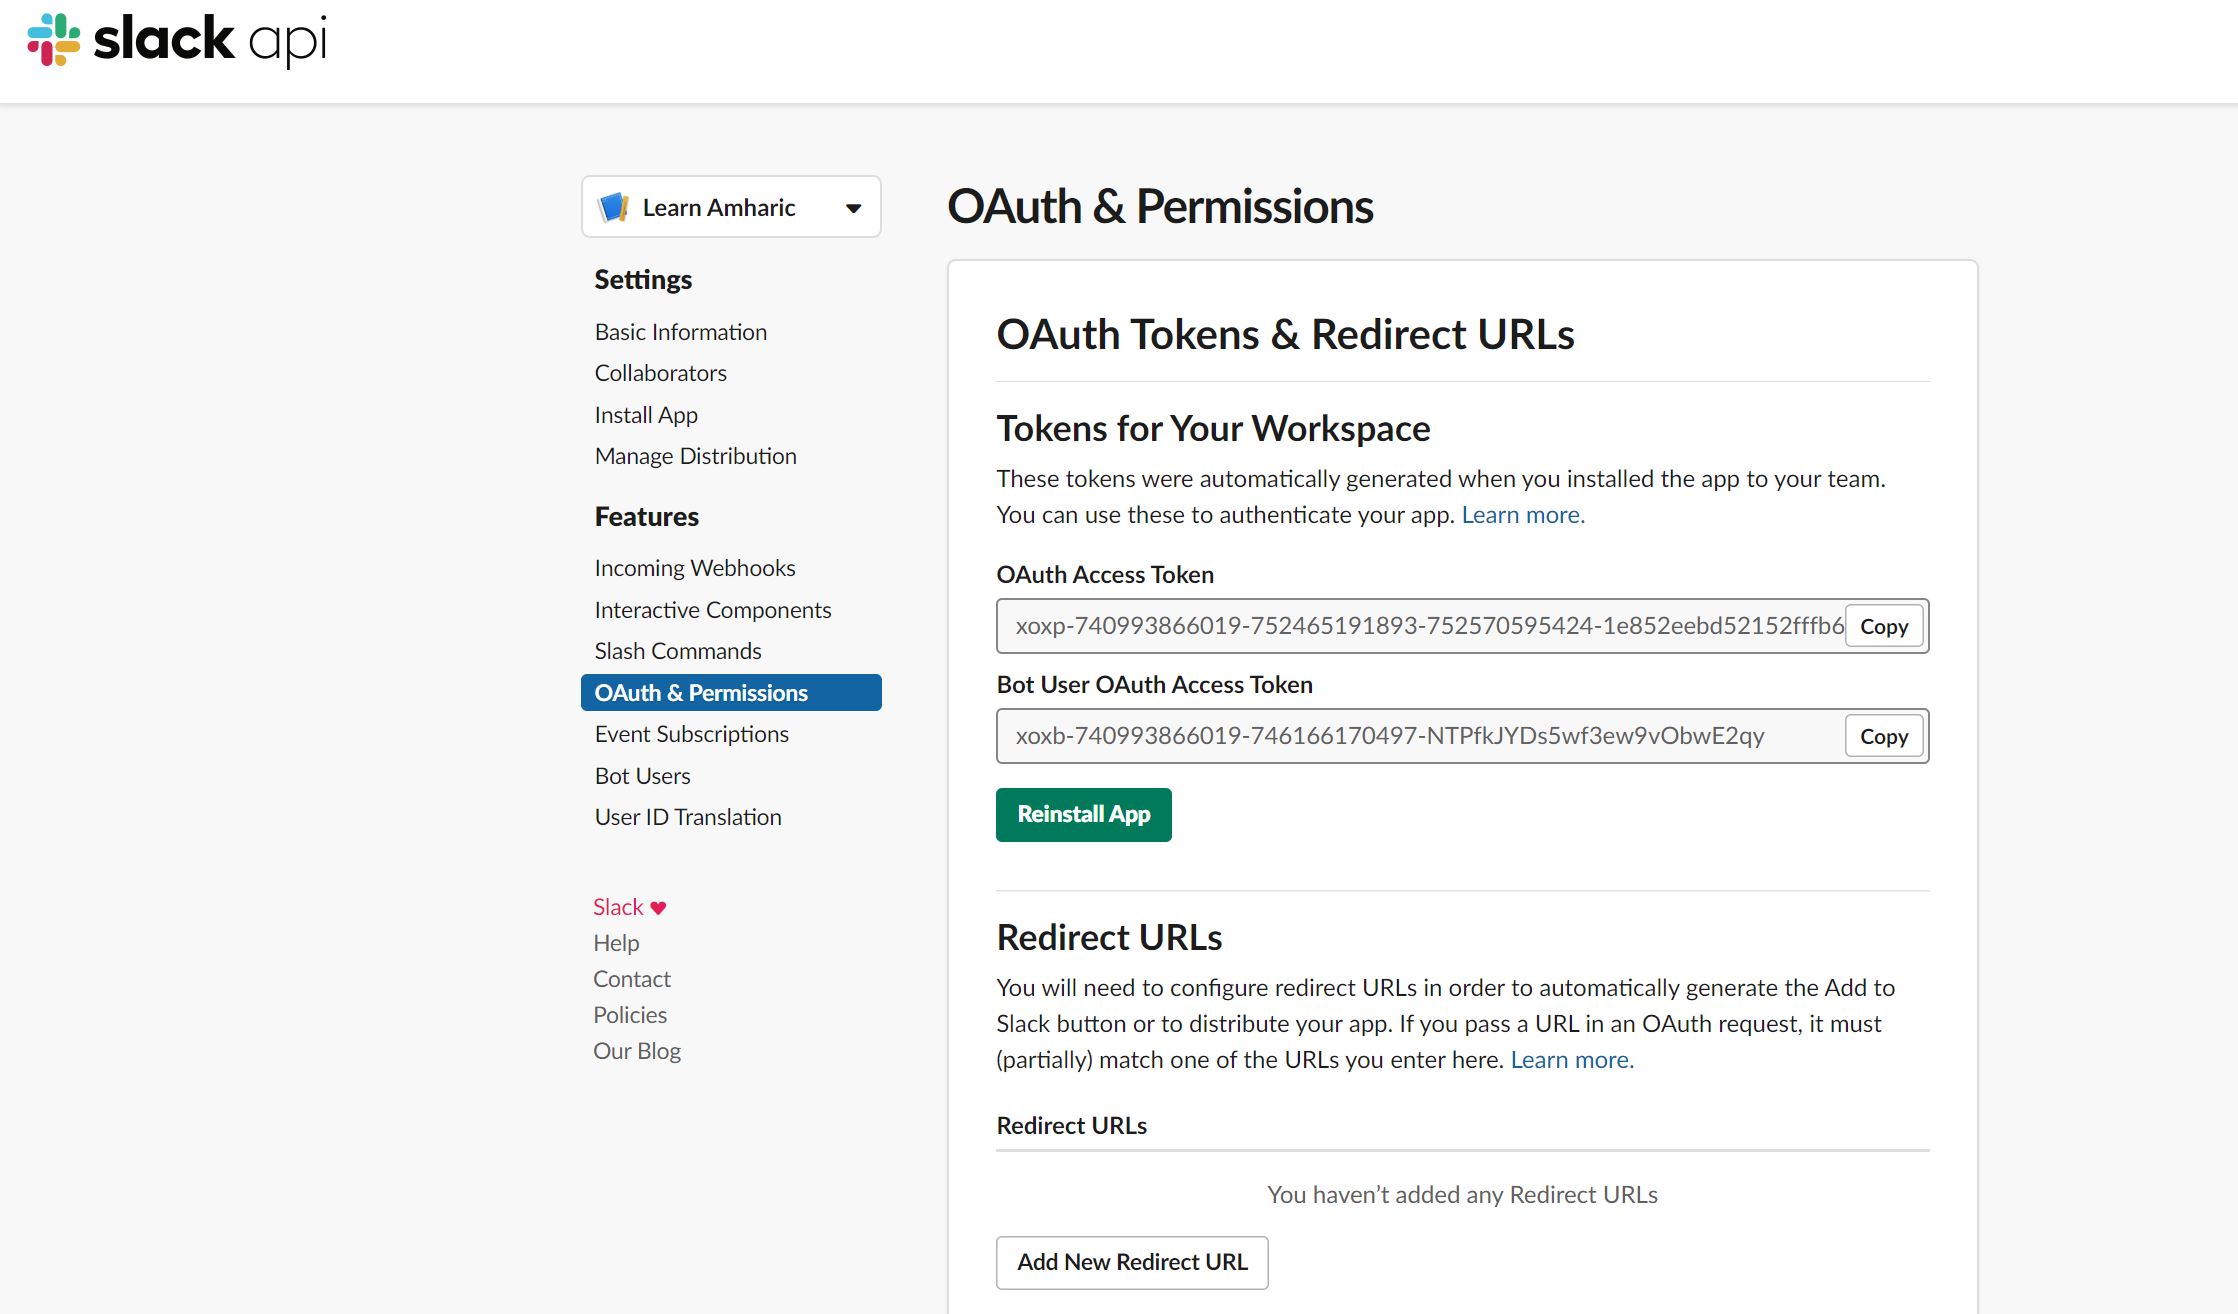 slack api
Learn Amharic
Settings
Basic Information
Collaborators
Install App
Manage Distribution
Features
Incoming Webhooks
Interactive Components
Slash Commands
OAuth & Permissions
Event Subscriptions
Bot Users
User ID Translation
Slack
Help
Contact
Policies
Our Blog
OAuth & Permissions
OAuth Tokens & Redirect URLs
Tokens for Your Workspace
These tokens were automatically generated when you installed the app to your team.
You can use these to authenticate your app. Learn more.
OAuth Access Token
xoxp-740993866019-752465191893-752570595424-1e852eebd52152fffb6 Copy
Bot User OAuth Access Token
xoxb-740993866019-746166170497-NTPfkJYDs5wf3ew9vObwE2qy Copy
Reinstall App
Redirect URLs
You will need to configure redirect URLs in order to automatically generate the Add to
Slack button or to distribute your app. If you pass a URL in an OAuth request, it must
(partially) match one of the URLs you enter here. Learn more.
Redirect URLs
You haven’t added any Redirect URLs
Add New Redirect URL